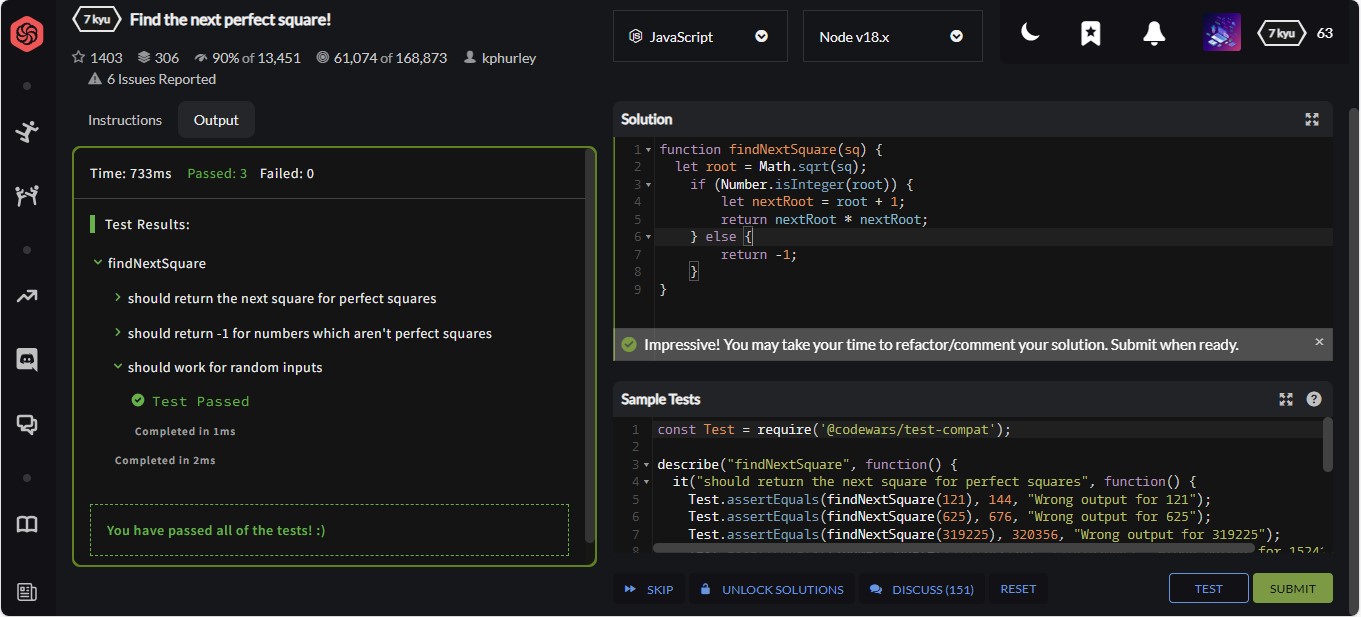 7 kyu Find the next perfect square!
1403 306 90% of 13,451 61,074 of 168,873 kphurley
6 Issues Reported
JavaScript
Node v18.x
7 kyu 63
Instructions Output
Time: 733ms Passed: 3 Failed: 0
Test Results:
findNextSquare
should return the next square for perfect squares
should return -1 for numbers which aren't perfect squares
should work for random inputs
Test Passed
Completed in 1ms
Completed in 2ms
You have passed all of the tests! :)
Solution
1 function findNextSquare(sq) {
2 let root = Math.sqrt(sq);
3 if (Number.isInteger(root)) {
4 let nextRoot = root + 1;
5 return nextRoot * nextRoot;
6 } else {
7 return -1;
8 }
9 }
Impressive! You may take your time to refactor/comment your solution. Submit when ready. ×
Sample Tests ?
1 const Test = require('@codewars/test-compat');
2
3 describe("findNextSquare", function() {
4 it("should return the next square for perfect squares", function() {
5 Test.assertEquals(findNextSquare(121), 144, "Wrong output for 121");
6 Test.assertEquals(findNextSquare(625), 676, "Wrong output for 625");
7 Test.assertEquals(findNextSquare(319225), 320356, "Wrong output for 319225");
8 for
SKIP UNLOCK SOLUTIONS DISCUSS (151) RESET TEST SUBMIT